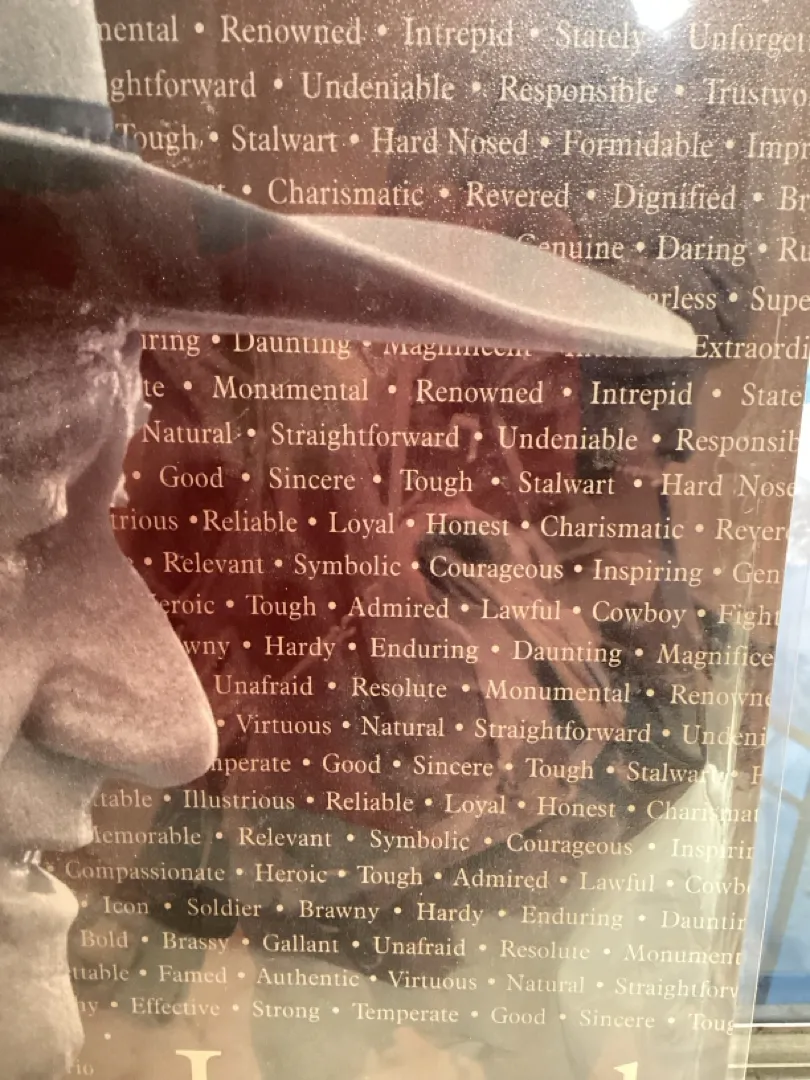 • Renowned • Intrepid • Stately •
• Undeniable • Responsible •
Tough • Stalwart • Hard Nosed • Formidable •
• Charismatic • Revered • Dignified •
Genuine • Daring •
•
• Daunting • Magnificent •
• Monumental • Renowned • Intrepid •
Natural • Straightforward • Undeniable •
• Good • Sincere • Tough • Stalwart • Hard
• Reliable • Loyal • Honest • Charismatic •
• Relevant • Symbolic • Courageous • Inspiring •
• Tough • Admired • Lawful • Cowboy •
• Hardy • Enduring • Daunting •
Unafraid • Resolute • Monumental •
• Virtuous • Natural • Straightforward •
• Good • Sincere • Tough • Stalwart •
• Illustrious • Reliable • Loyal • Honest •
• Relevant • Symbolic • Courageous •
Compassionate • Heroic • Tough • Admired • Lawful •
• Icon • Soldier • Brawny • Hardy • Enduring •
Bold • Brassy • Gallant • Unafraid • Resolute •
• Famed • Authentic • Virtuous • Natural •
• Effective • Strong • Temperate • Good • Sincere •
•